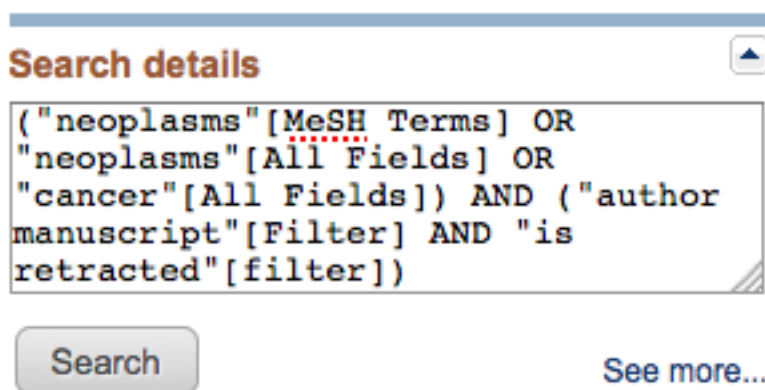 Search details
("neoplasms"[MeSH Terms] OR
"neoplasms"[All Fields] OR
"cancer"[All Fields]) AND ("author
manuscript"[Filter] AND "is
retracted"[filter])
Search
See more...